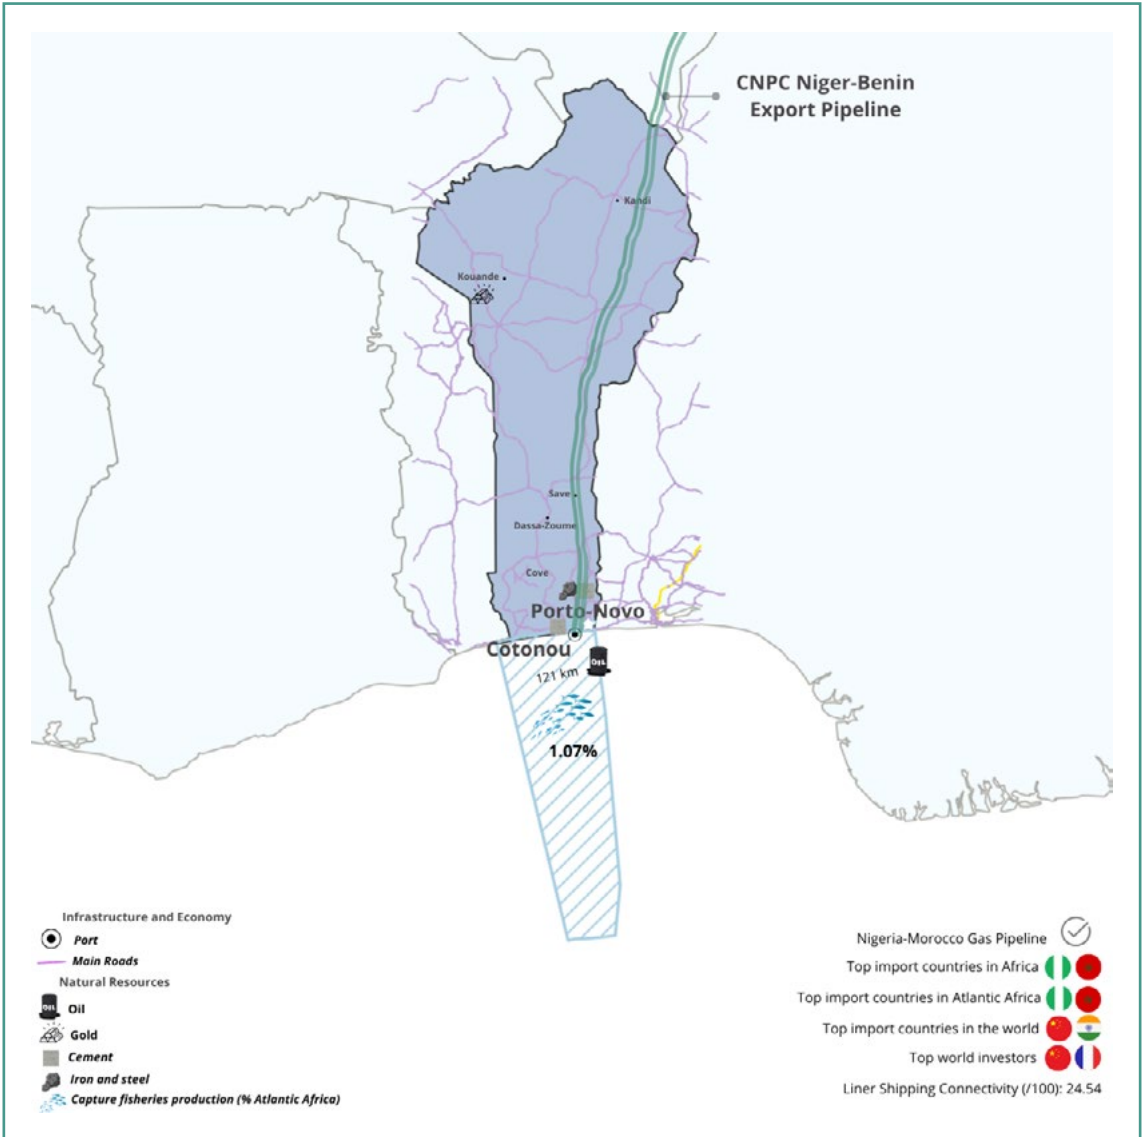 CNPC Niger-Benin
Export Pipeline
Kandi
Kouande
Save
Dassa-Zoume
Cove
Porto-Novo
Cotonou
OIL
121 km
1.07%
Infrastructure and Economy
Port
Main Roads
Natural Resources
OIL
Oil
Gold
Cement
Iron and steel
Capture fisheries production (% Atlantic Africa)
Nigeria-Morocco Gas Pipeline
Top import countries in Africa
Top import countries in Atlantic Africa
Top import countries in the world
Top world investors
Liner Shipping Connectivity (/100): 24.54